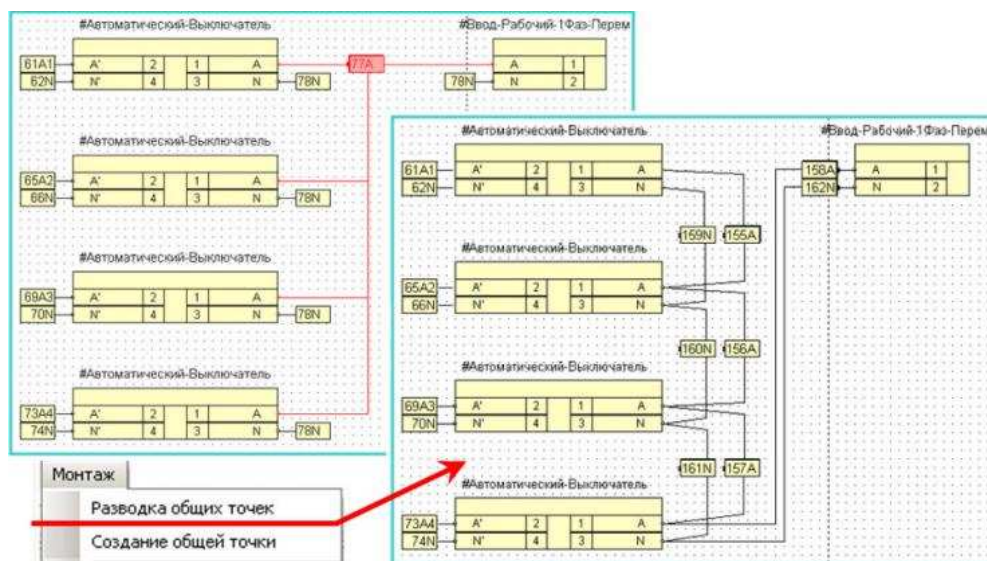 #Автоматический-Выключатель #Ввод-Рабочий-1Фаз-Перем
61A1 A' 2 1 A 77A A 1
62N N' 4 3 N 78N 78N N 2
#Автоматический-Выключатель
65A2 A' 2 1 A
66N N' 4 3 N 78N
#Автоматический-Выключатель
69A3 A' 2 1 A
70N N' 4 3 N 78N
#Автоматический-Выключатель
73A4 A' 2 1 A
74N N' 4 3 N 78N
#Автоматический-Выключатель #Ввод-Рабочий-1Фаз-Перем
61A1 A' 2 1 A 158A A 1
62N N' 4 3 N 162N N 2
159N 155A
#Автоматический-Выключатель
65A2 A' 2 1 A
66N N' 4 3 N
160N 156A
#Автоматический-Выключатель
69A3 A' 2 1 A
70N N' 4 3 N
161N 157A
#Автоматический-Выключатель
73A4 A' 2 1 A
74N N' 4 3 N
Монтаж
Разводка общих точек
Создание общей точки